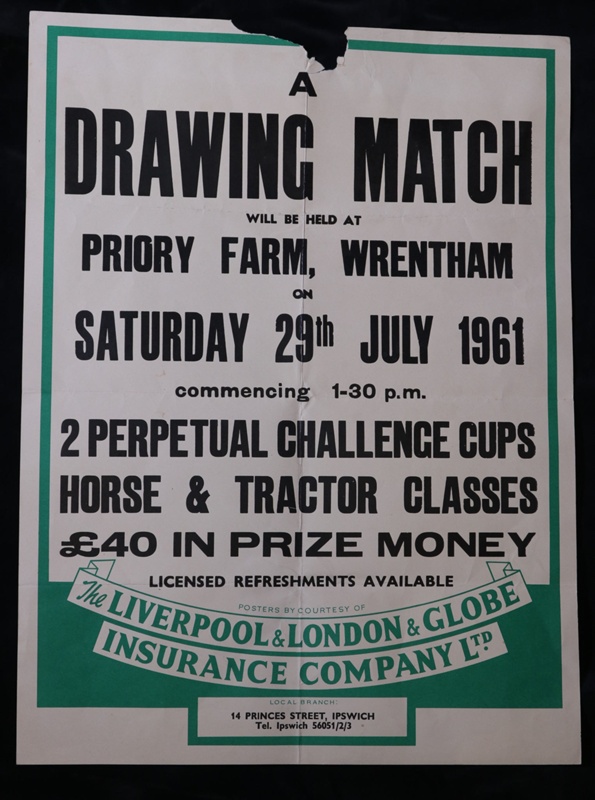 A
DRAWING MATCH
WILL BE HELD AT
PRIORY FARM, WRENTHAM
ON
SATURDAY 29th JULY 1961
commencing 1-30 p.m.
2 PERPETUAL CHALLENGE CUPS
HORSE & TRACTOR CLASSES
£40 IN PRIZE MONEY
LICENSED REFRESHMENTS AVAILABLE
POSTERS BY COURTESY OF
The LIVERPOOL & LONDON & GLOBE
INSURANCE COMPANY LTD.
LOCAL BRANCH:
14 PRINCES STREET, IPSWICH
Tel. Ipswich 56051/2/3